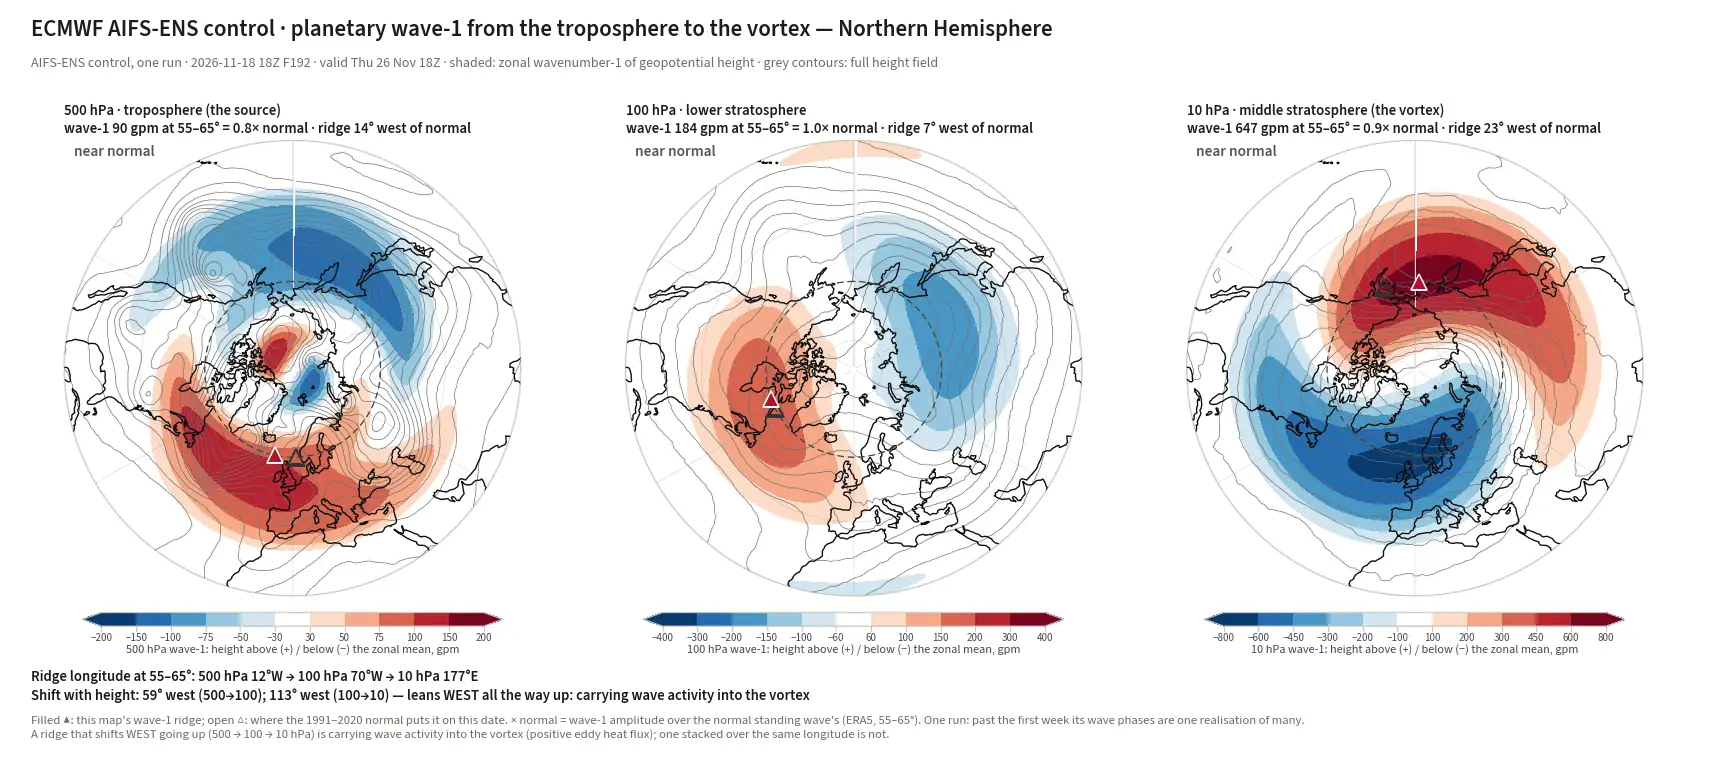 ECMWF AIFS-ENS control · planetary wave-1 from the troposphere to the vortex — Northern Hemisphere
AIFS-ENS control, one run · 2026-11-18 18Z F192 · valid Thu 26 Nov 18Z · shaded: zonal wavenumber-1 of geopotential height · grey contours: full height field
500 hPa · troposphere (the source)
wave-1 90 gpm at 55–65° = 0.8× normal · ridge 14° west of normal
near normal
100 hPa · lower stratosphere
wave-1 184 gpm at 55–65° = 1.0× normal · ridge 7° west of normal
near normal
10 hPa · middle stratosphere (the vortex)
wave-1 647 gpm at 55–65° = 0.9× normal · ridge 23° west of normal
near normal
−200 −150 −100 −75 −50 −30 30 50 75 100 150 200
500 hPa wave-1: height above (+) / below (−) the zonal mean, gpm
−400 −300 −200 −150 −100 −60 60 100 150 200 300 400
100 hPa wave-1: height above (+) / below (−) the zonal mean, gpm
−800 −600 −450 −300 −200 −100 100 200 300 450 600 800
10 hPa wave-1: height above (+) / below (−) the zonal mean, gpm
Ridge longitude at 55–65°: 500 hPa 12°W → 100 hPa 70°W → 10 hPa 177°E
Shift with height: 59° west (500→100); 113° west (100→10) — leans WEST all the way up: carrying wave activity into the vortex
Filled ▲: this map's wave-1 ridge; open △: where the 1991–2020 normal puts it on this date. × normal = wave-1 amplitude over the normal standing wave's (ERA5, 55–65°). One run: past the first week its wave phases are one realisation of many.
A ridge that shifts WEST going up (500 → 100 → 10 hPa) is carrying wave activity into the vortex (positive eddy heat flux); one stacked over the same longitude is not.